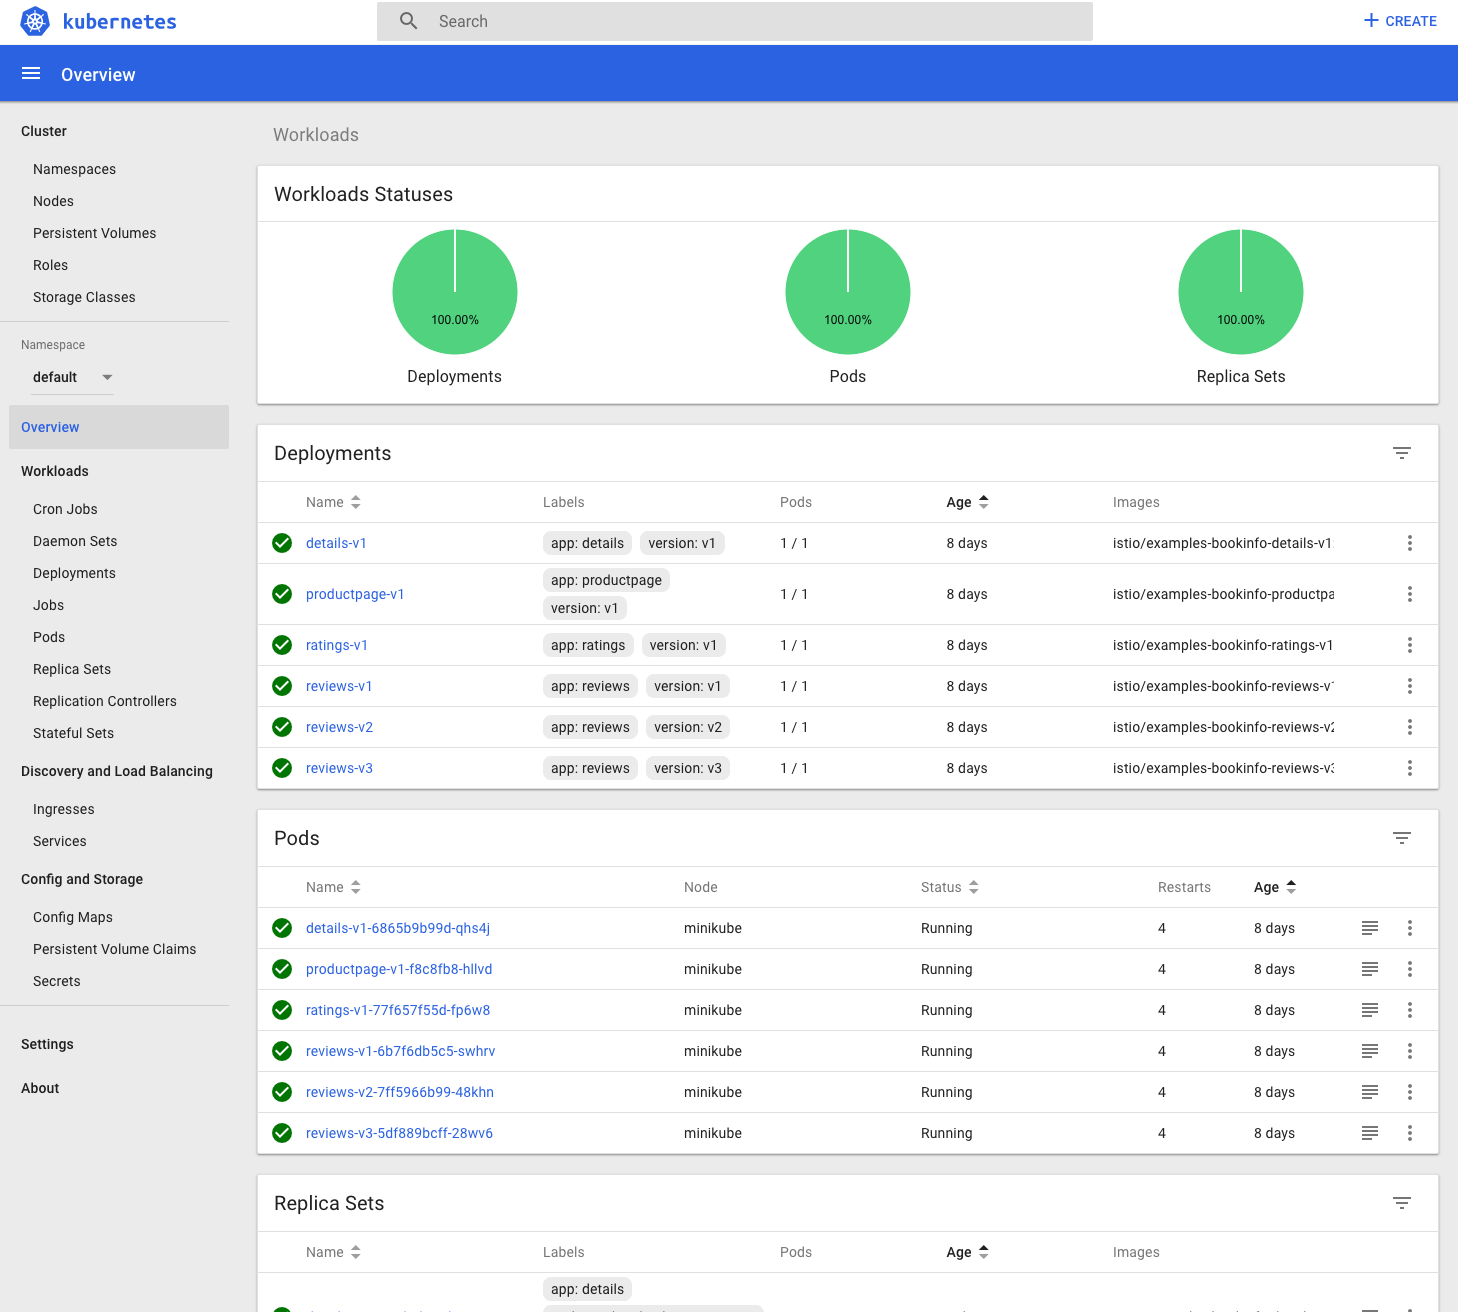 kubernetes
Search
CREATE
Overview
Cluster
Namespaces
Nodes
Persistent Volumes
Roles
Storage Classes
Namespace
default
Overview
Workloads
Cron Jobs
Daemon Sets
Deployments
Jobs
Pods
Replica Sets
Replication Controllers
Stateful Sets
Discovery and Load Balancing
Ingresses
Services
Config and Storage
Config Maps
Persistent Volume Claims
Secrets
Settings
About
Workloads
Workloads Statuses
100.00% 100.00% 100.00%
Deployments Pods Replica Sets
Deployments
Name Labels Pods Age Images
details-v1 app: details version: v1 1 / 1 8 days istio/examples-bookinfo-details-v1
productpage-v1 app: productpage version: v1 1 / 1 8 days istio/examples-bookinfo-productpa
ratings-v1 app: ratings version: v1 1 / 1 8 days istio/examples-bookinfo-ratings-v1
reviews-v1 app: reviews version: v1 1 / 1 8 days istio/examples-bookinfo-reviews-v1
reviews-v2 app: reviews version: v2 1 / 1 8 days istio/examples-bookinfo-reviews-v2
reviews-v3 app: reviews version: v3 1 / 1 8 days istio/examples-bookinfo-reviews-v3
Pods
Name Node Status Restarts Age
details-v1-6865b9b99d-qhs4j minikube Running 4 8 days
productpage-v1-f8c8fb8-hllvd minikube Running 4 8 days
ratings-v1-77f657f55d-fp6w8 minikube Running 4 8 days
reviews-v1-6b7f6db5c5-swhrv minikube Running 4 8 days
reviews-v2-7ff5966b99-48khn minikube Running 4 8 days
reviews-v3-5df889bcff-28wv6 minikube Running 4 8 days
Replica Sets
Name Labels Pods Age Images
app: details